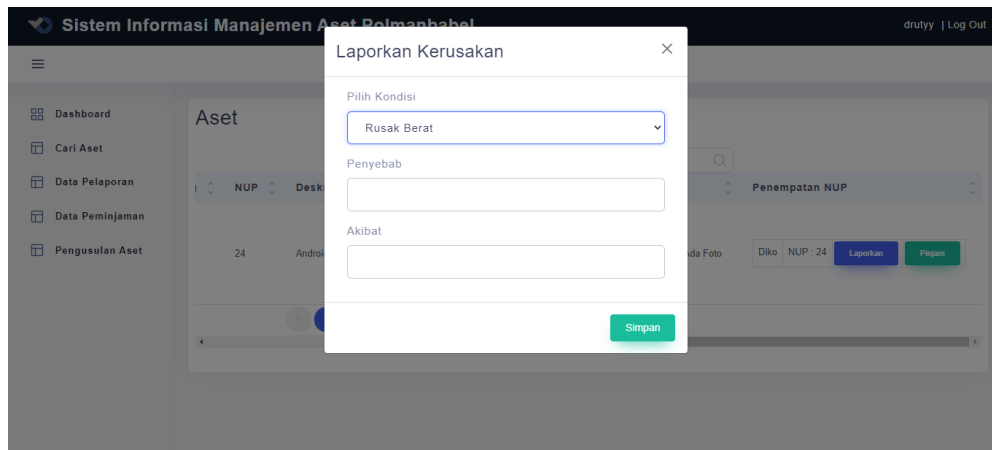 Sistem Informasi Manajemen Aset Polmanbabel
drutyy | Log Out
Laporkan Kerusakan
Pilih Kondisi
Rusak Berat
Penyebab
Akibat
Simpan
Dashboard
Cari Aset
Data Pelaporan
Data Peminjaman
Pengusulan Aset
Aset
NUP Penempatan NUP
24 Foto Diko NUP : 24 Laporkan Pinjam